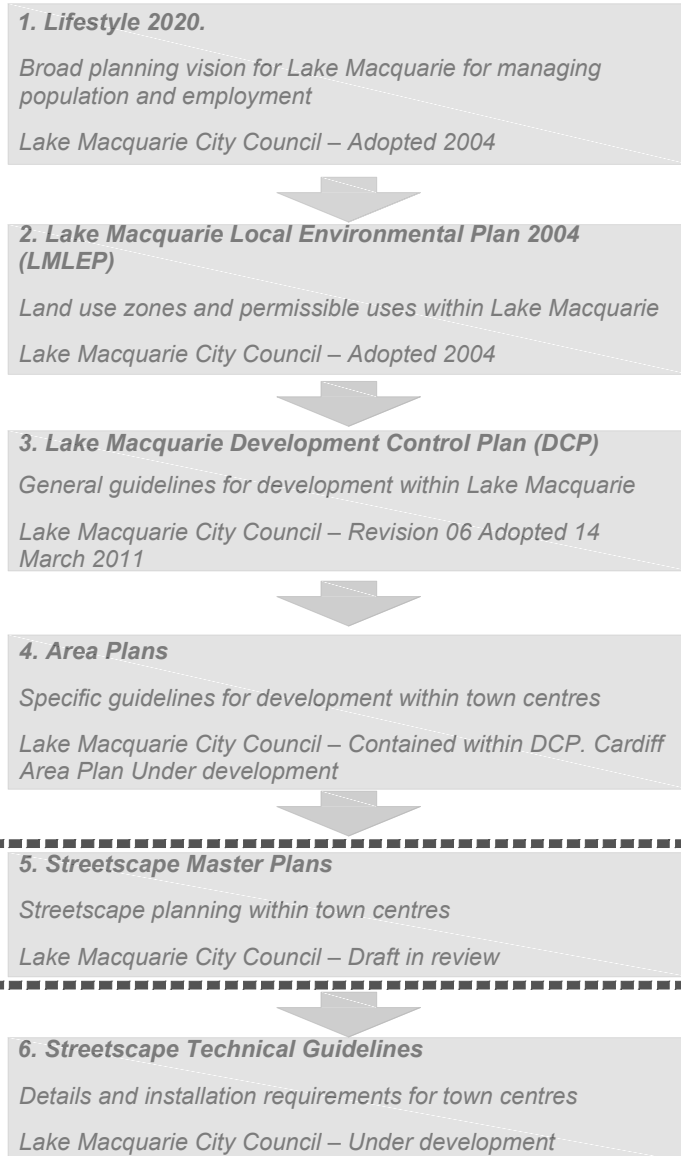 1. Lifestyle 2020.
Broad planning vision for Lake Macquarie for managing
population and employment
Lake Macquarie City Council – Adopted 2004
2. Lake Macquarie Local Environmental Plan 2004
(LMLEP)
Land use zones and permissible uses within Lake Macquarie
Lake Macquarie City Council – Adopted 2004
3. Lake Macquarie Development Control Plan (DCP)
General guidelines for development within Lake Macquarie
Lake Macquarie City Council – Revision 06 Adopted 14
March 2011
4. Area Plans
Specific guidelines for development within town centres
Lake Macquarie City Council – Contained within DCP. Cardiff
Area Plan Under development
5. Streetscape Master Plans
Streetscape planning within town centres
Lake Macquarie City Council – Draft in review
6. Streetscape Technical Guidelines
Details and installation requirements for town centres
Lake Macquarie City Council – Under development